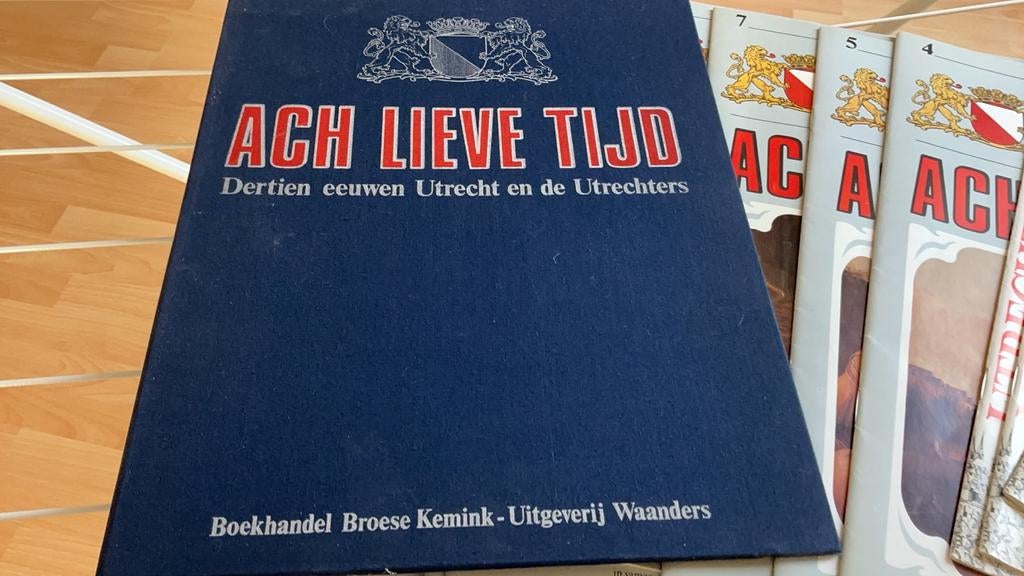 ACH LIEVE TIJD
Dertien eeuwen Utrecht en de Utrechters
Boekhandel Broese Kemink - Uitgeverij Waanders
7
AC
5
A
4
ACH
UTRECH